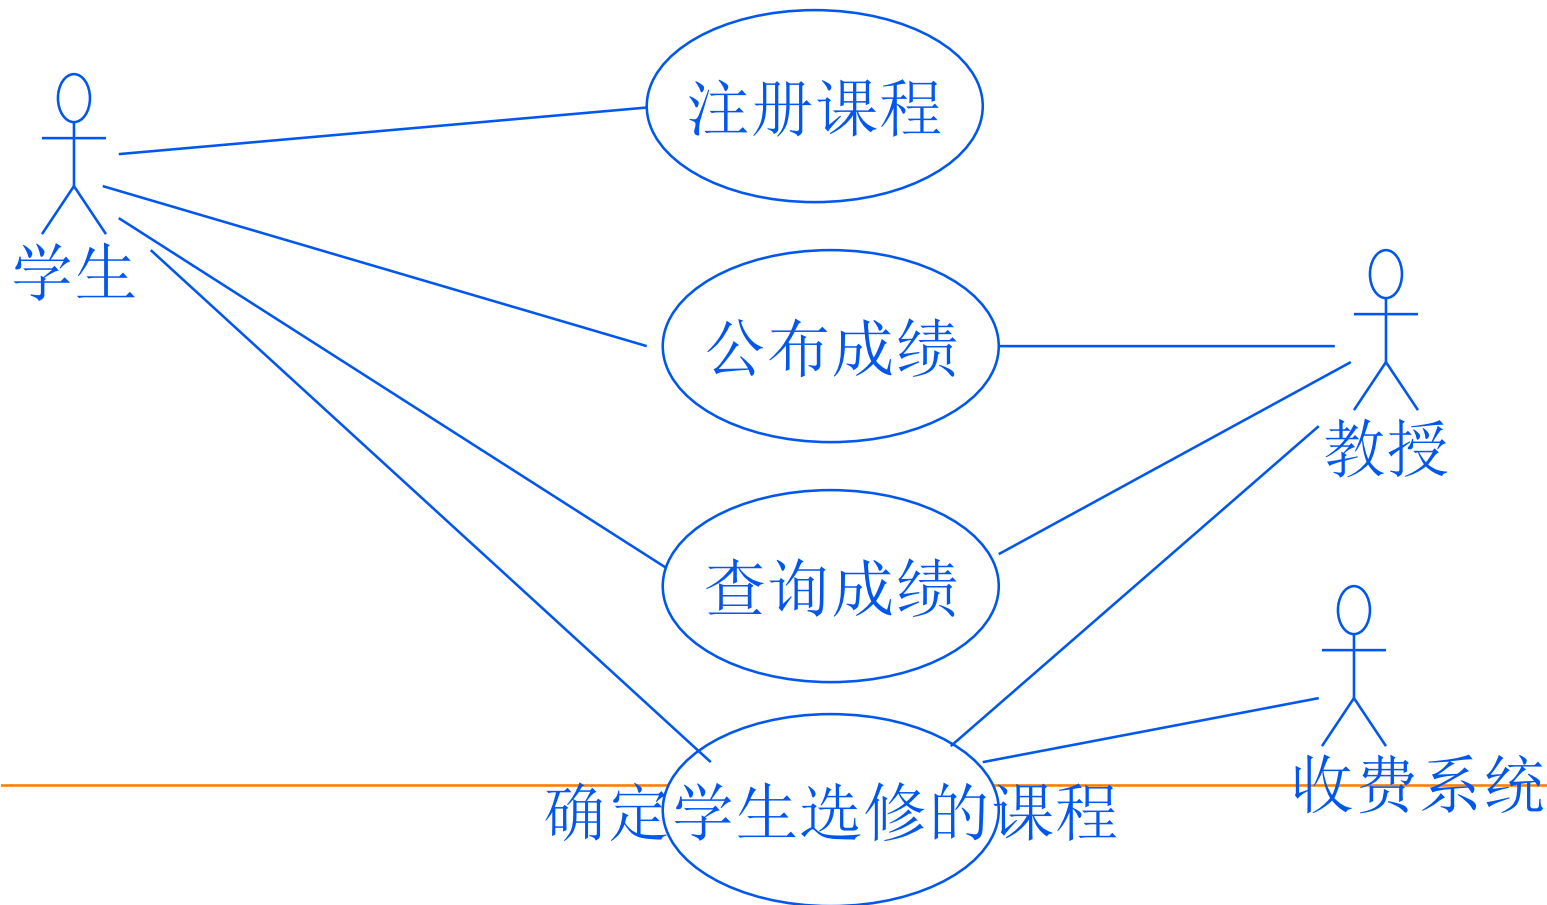 注册课程
学生
公布成绩
教授
查询成绩
收费系统
确定学生选修的课程